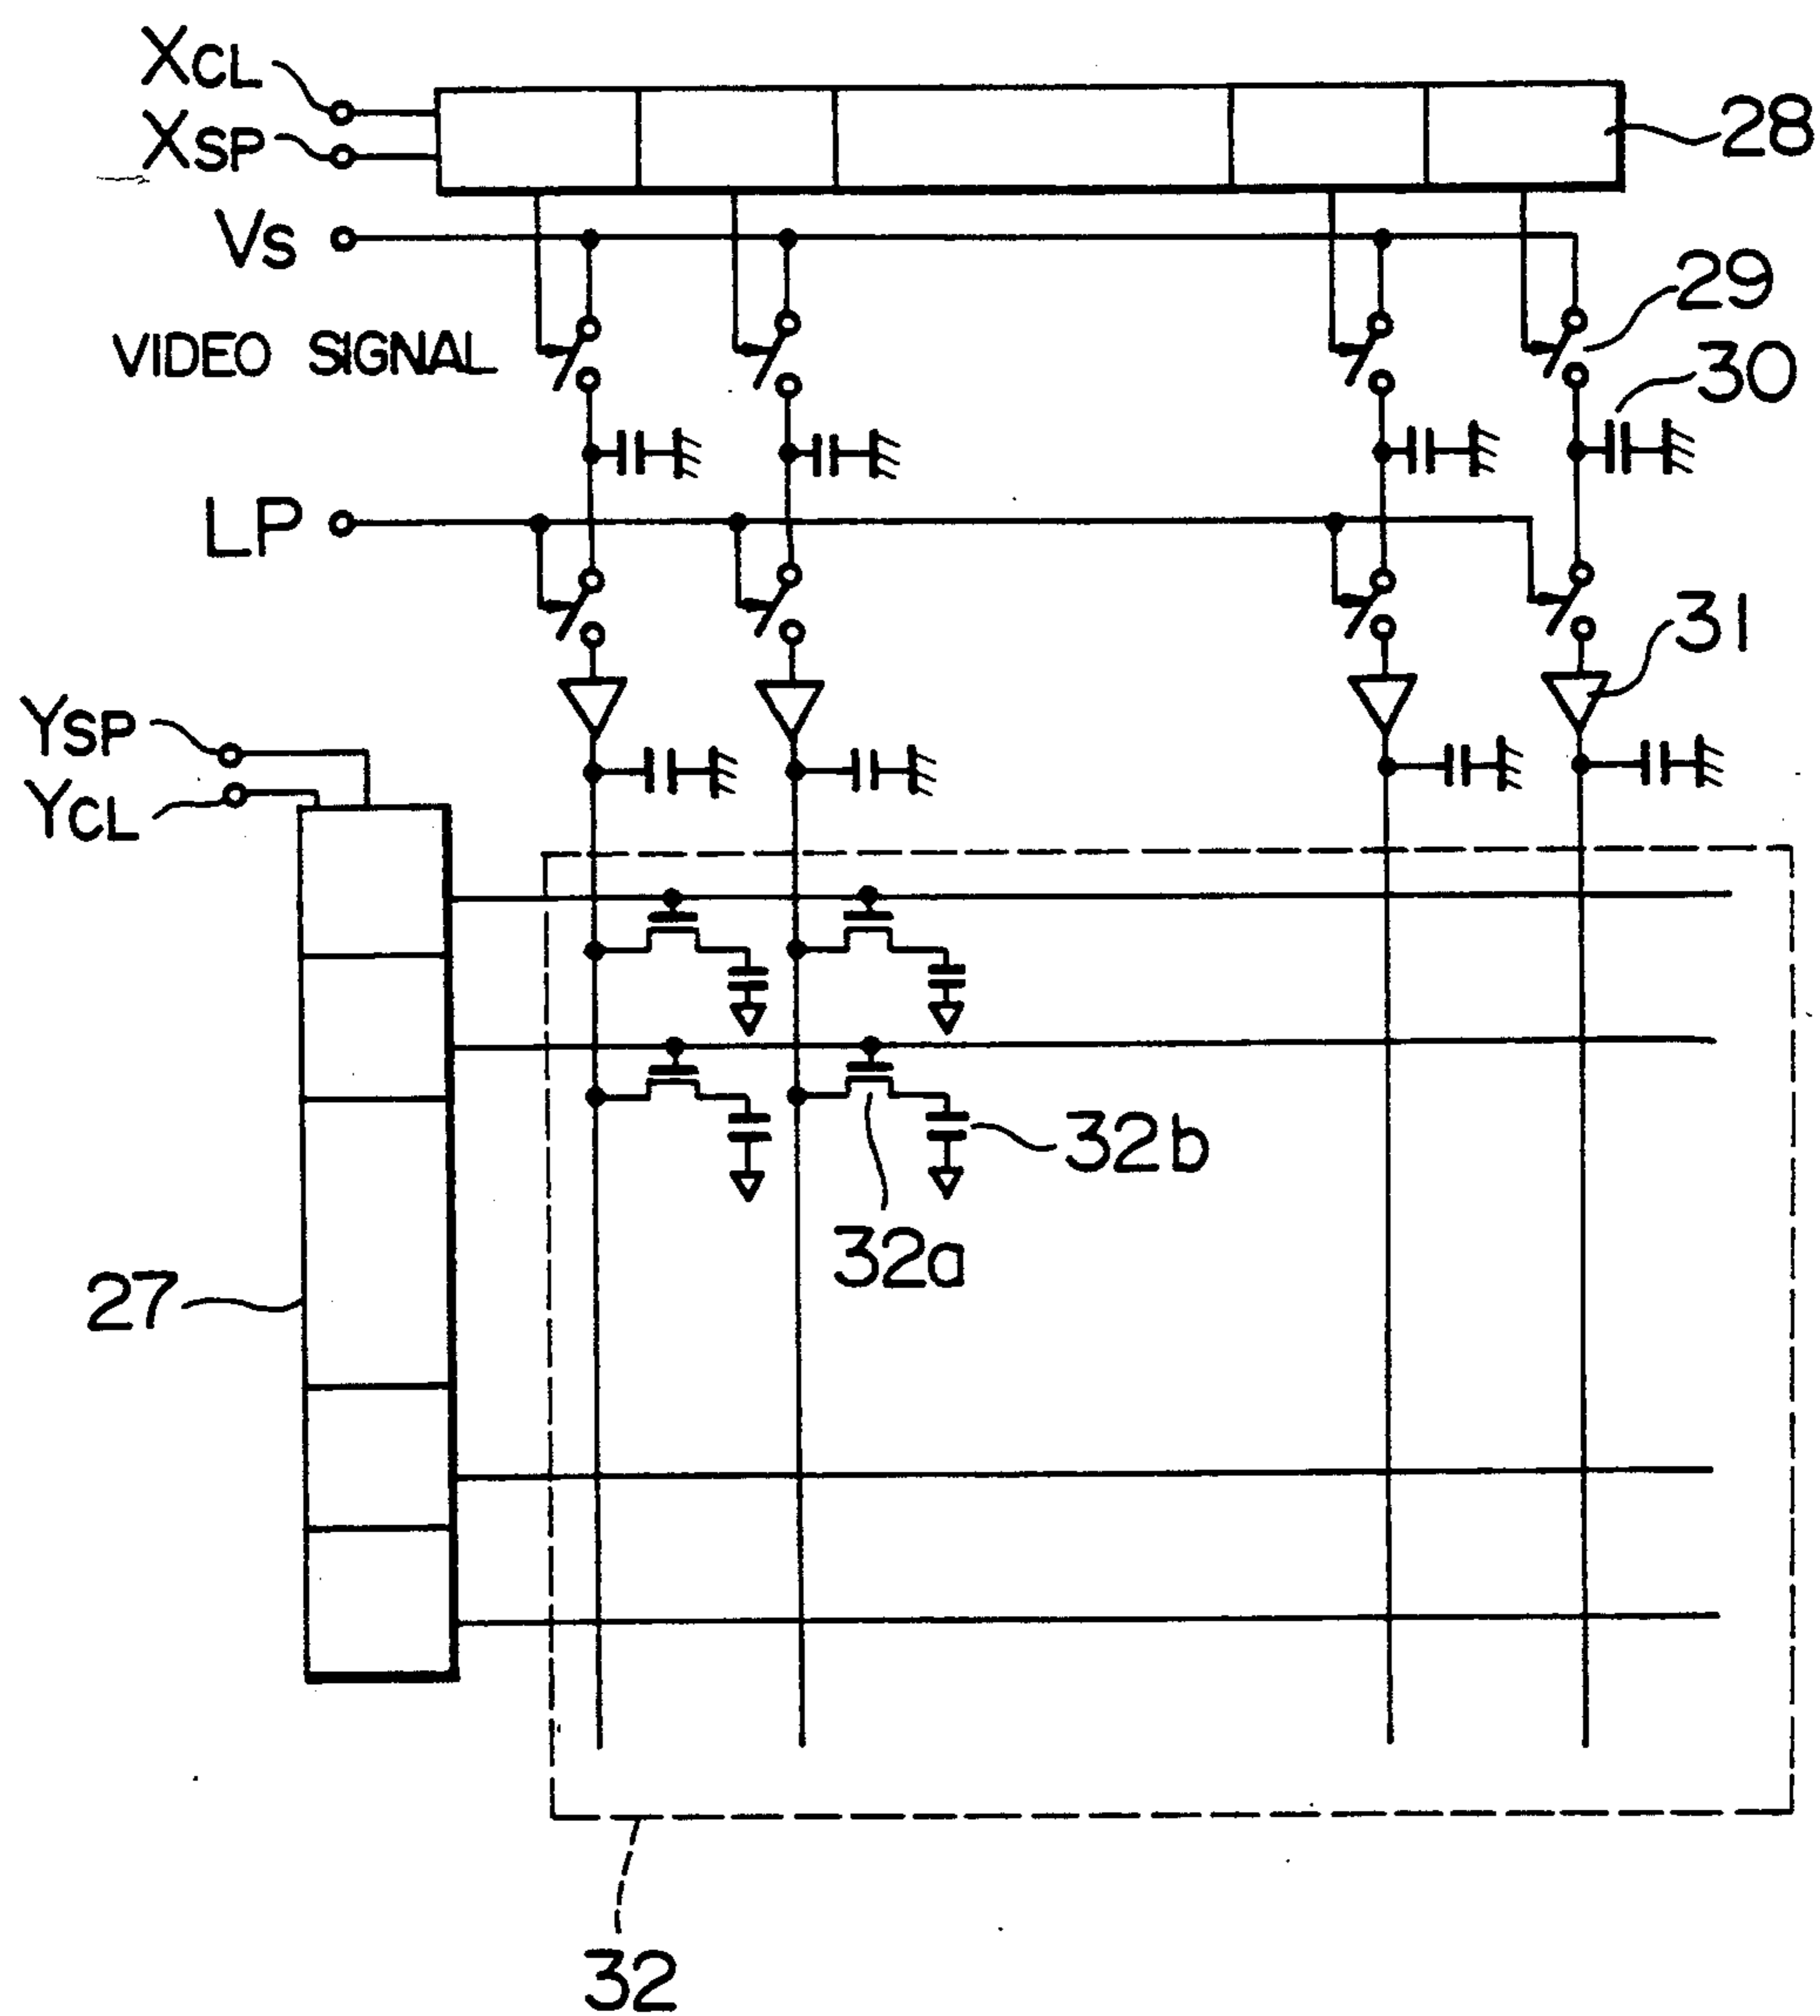 XCL
XSP
28
VS
29
VIDEO SIGNAL
30
LP
31
YSP
YCL
32b
32a
27
32